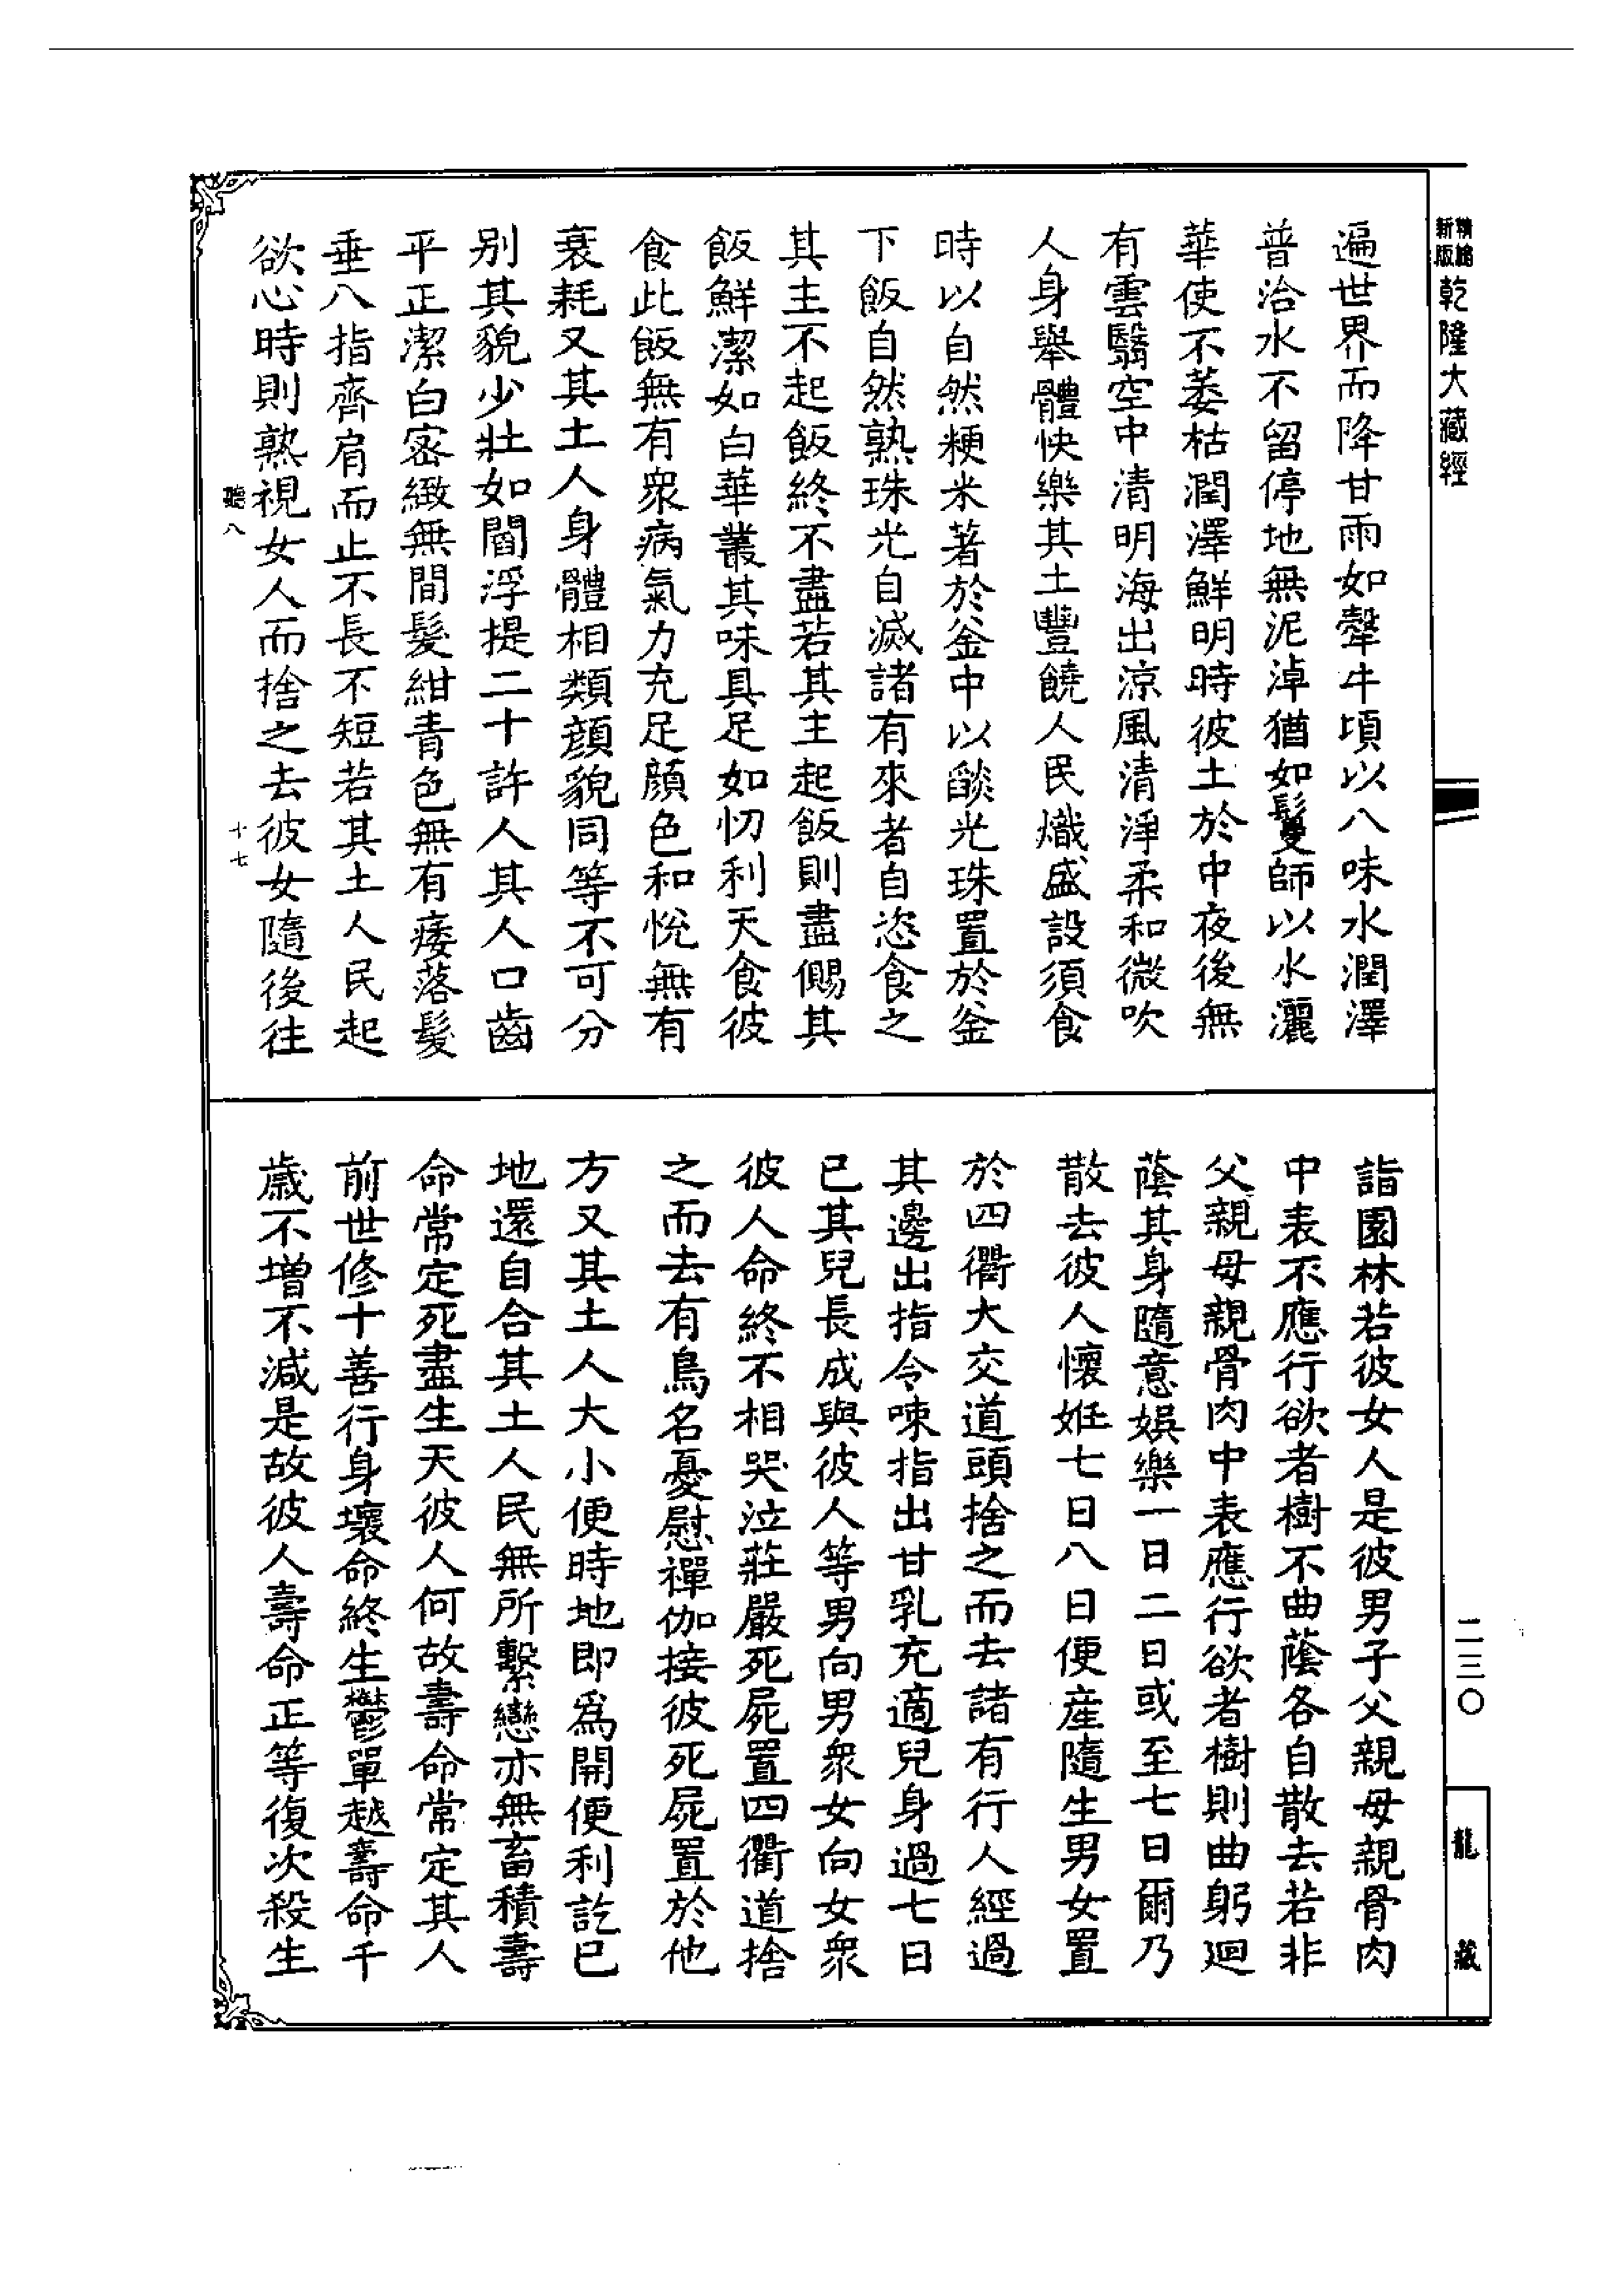 新版 精縮 乾隆大藏經
遍世界而降甘雨如𤛓牛頃以八味水潤澤
普洽水不留停地無泥淖猶如鬘師以水灑
華使不萎枯潤澤鮮明時彼土於中夜後無
有雲翳空中清明海出涼風清淨柔和微吹
人身舉體快樂其土豐饒人民熾盛設須食
時以自然粳米著於釜中以燄光珠置於釜
下飯自然熟珠光自滅諸有來者自恣食之
其主不起飯終不盡若其主起飯則盡儩其
飯鮮潔如白華叢其味具足如忉利天食彼
食此飯無有眾病氣力充足顏色和悅無有
衰耗又其土人身體相類顏貌同等不可分
別其貌少壯如閻浮提二十許人其人口齒
平正潔白密緻無間髮紺青色無有痿落髮
垂八指齊肩而止不長不短若其土人民起
欲心時則熟視女人而捨之去彼女隨後往
聽八 十七
詣園林若彼女人是彼男子父親母親骨肉
中表不應行欲者樹不曲蔭各自散去若非
父親母親骨肉中表應行欲者樹則曲躬迴
蔭其身隨意娛樂一日二日或至七日爾乃
散去彼人懷姙七日八日便產隨生男女置
於四衢大交道頭捨之而去諸有行人經過
其邊出指令㖩指出甘乳充適兒身過七日
已其兒長成與彼人等男向男眾女向女眾
彼人命終不相哭泣莊嚴死屍置四衢道捨
之而去有鳥名憂慰禪伽接彼死屍置於他
方又其土人大小便時地即為開便利訖已
地還自合其土人民無所繫戀亦無畜積壽
命常定死盡生天彼人何故壽命常定其人
前世修十善行身壞命終生鬱單越壽命千
歲不增不減是故彼人壽命正等復次殺生
二三〇
龍 藏